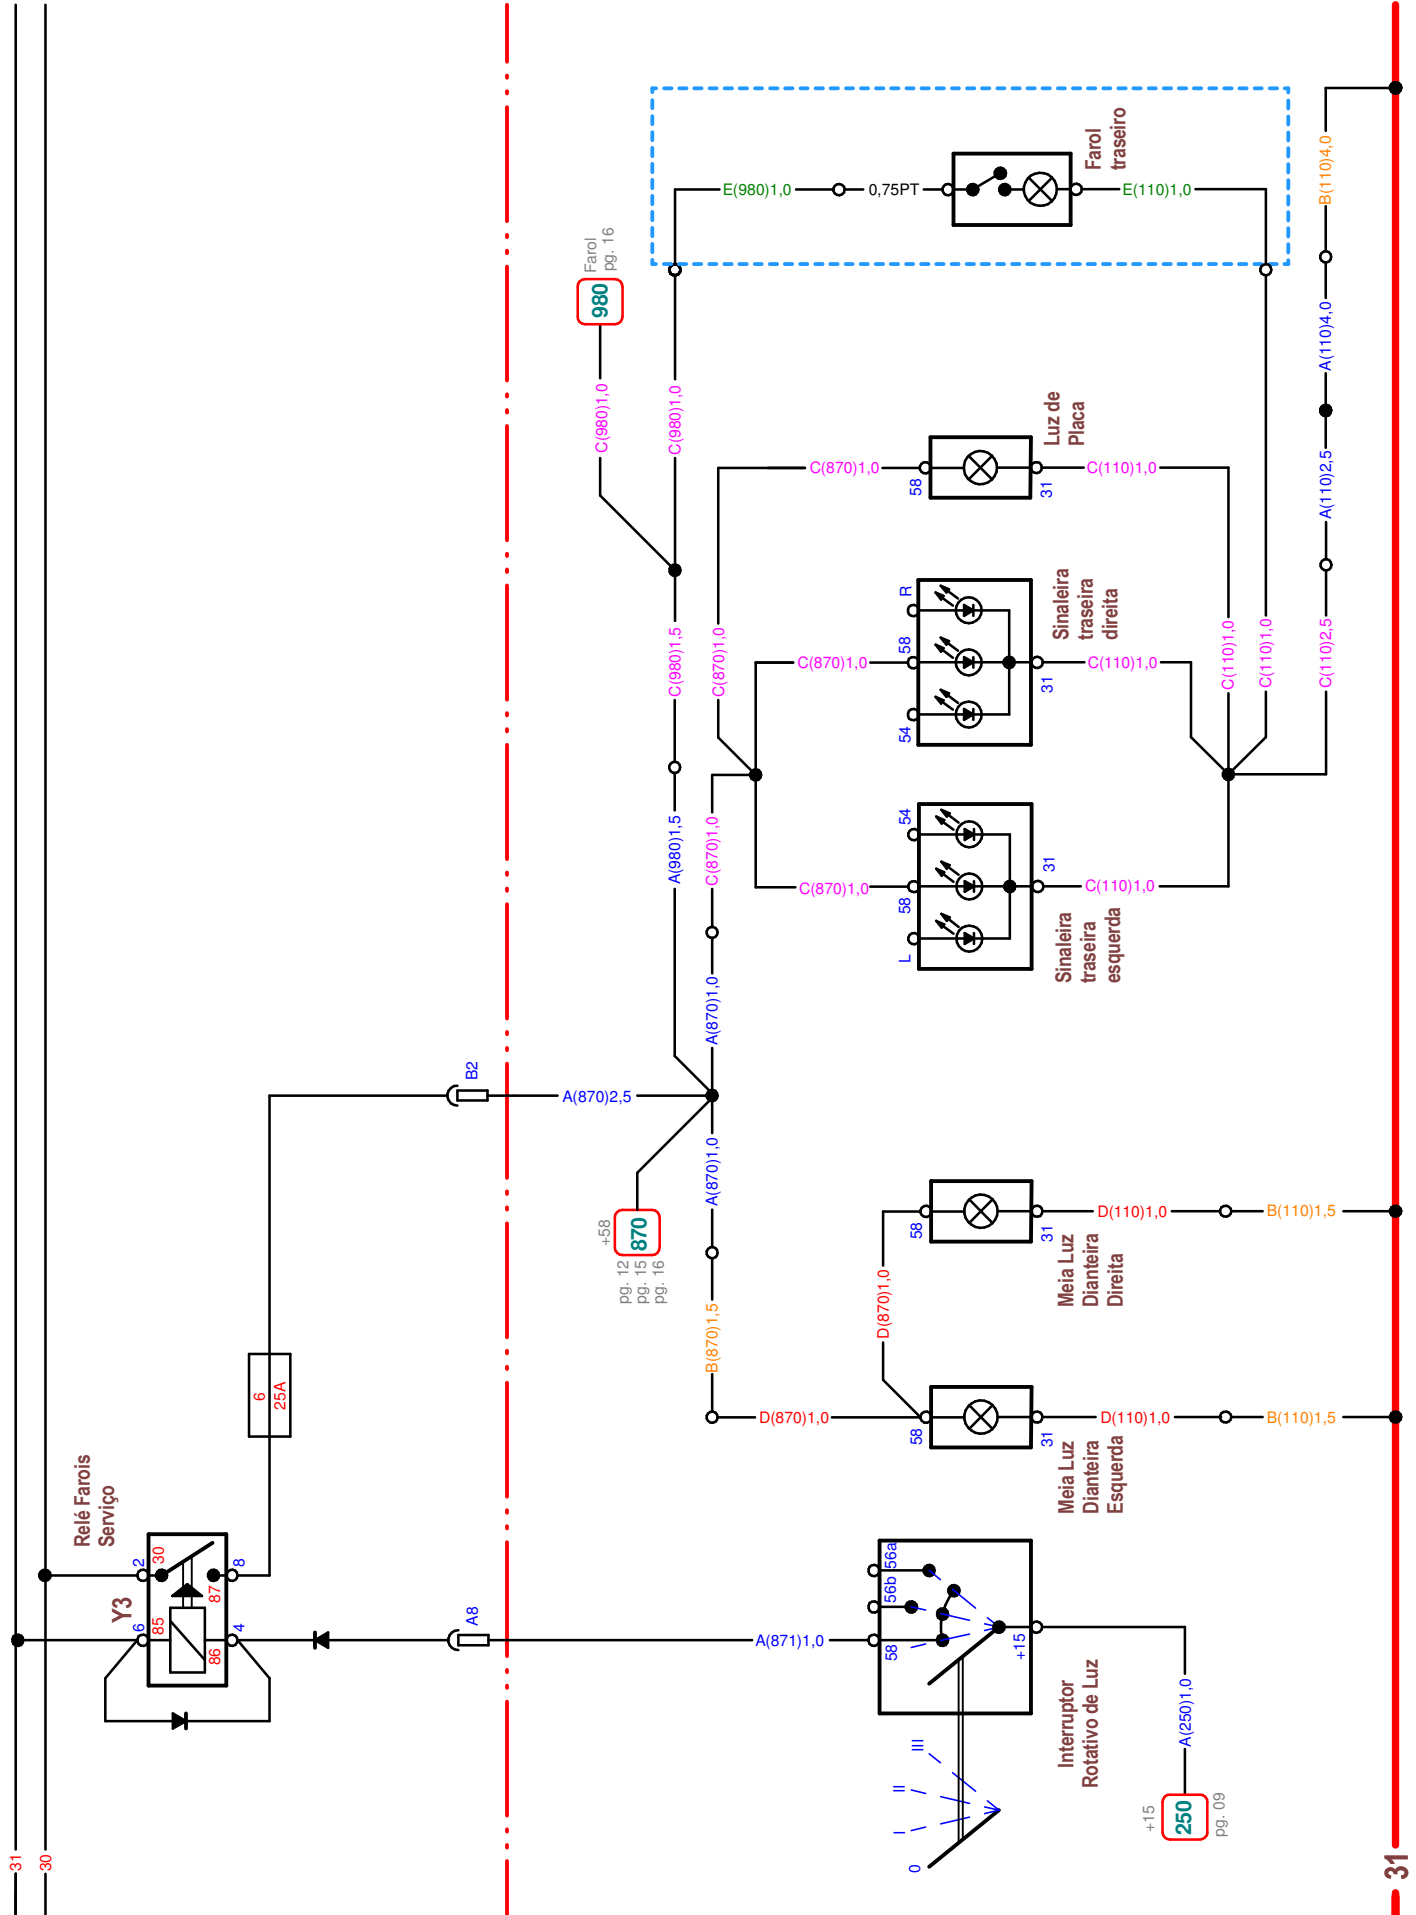 31
30
Relé Farois
Serviço
Y3
6
2
85
30
86
87
4
8
6
25A
A8
B2
A(871)1,0
A(870)2,5
+58
870
pg. 12
pg. 15
pg. 16
A(870)1,0
B(870)1,5
D(870)1,0
D(870)1,0
A(870)1,0
C(870)1,0
A(980)1,5
C(980)1,5
C(980)1,0
C(980)1,0
980
Farol
pg. 16
C(870)1,0
C(870)1,0
C(870)1,0
C(870)1,0
E(980)1,0
0,75PT
E(110)1,0
Farol
traseiro
0
I
II
III
58
56b
56a
+15
Interruptor
Rotativo de Luz
A(250)1,0
+15
250
pg. 09
58
31
Meia Luz
Dianteira
Esquerda
D(110)1,0
B(110)1,5
58
31
Meia Luz
Dianteira
Direita
D(110)1,0
B(110)1,5
L
58
54
31
Sinaleira
traseira
esquerda
C(110)1,0
54
58
R
31
Sinaleira
traseira
direita
C(110)1,0
58
31
Luz de
Placa
C(110)1,0
C(110)1,0
C(110)1,0
C(110)2,5
A(110)2,5
A(110)4,0
B(110)4,0
31